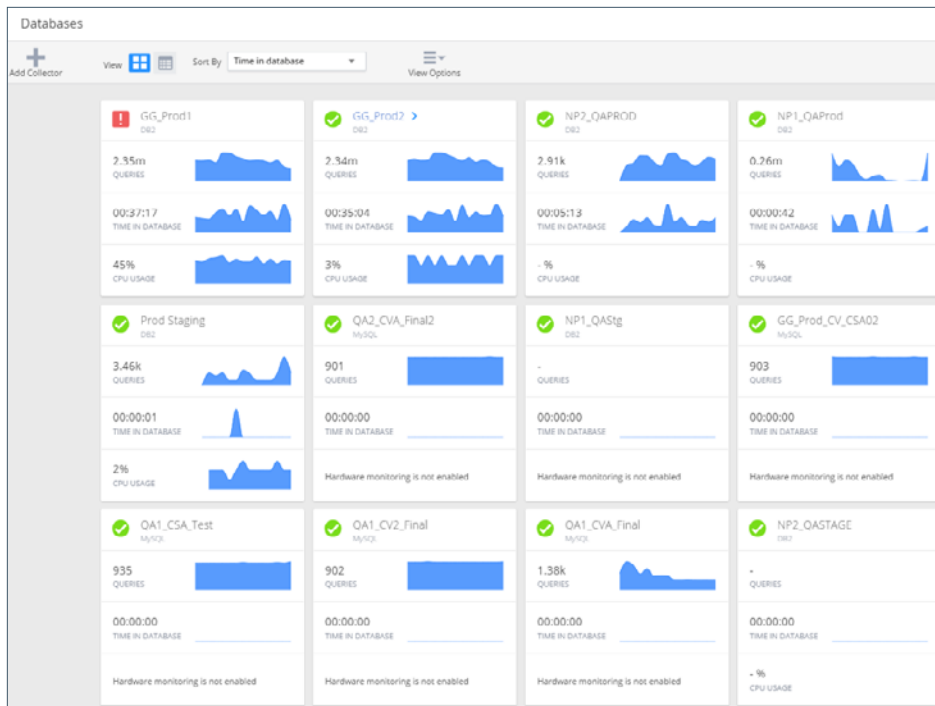 Databases
Add Collector
View
Sort By
Time in database
View Options
GG_Prod1
DB2
2.35m
QUERIES
00:37:17
TIME IN DATABASE
45%
CPU USAGE
GG_Prod2
DB2
2.34m
QUERIES
00:35:04
TIME IN DATABASE
3%
CPU USAGE
NP2_QAPROD
DB2
2.91k
QUERIES
00:05:13
TIME IN DATABASE
- %
CPU USAGE
NP1_QAProd
DB2
0.26m
QUERIES
00:00:42
TIME IN DATABASE
- %
CPU USAGE
Prod Staging
DB2
3.46k
QUERIES
00:00:01
TIME IN DATABASE
2%
CPU USAGE
QA2_CVA_Final2
MySQL
901
QUERIES
00:00:00
TIME IN DATABASE
Hardware monitoring is not enabled
NP1_QAStg
DB2
-
QUERIES
00:00:00
TIME IN DATABASE
Hardware monitoring is not enabled
GG_Prod_CV_CSA02
MySQL
903
QUERIES
00:00:00
TIME IN DATABASE
Hardware monitoring is not enabled
QA1_CSA_Test
MySQL
935
QUERIES
00:00:00
TIME IN DATABASE
Hardware monitoring is not enabled
QA1_CV2_Final
MySQL
902
QUERIES
00:00:00
TIME IN DATABASE
Hardware monitoring is not enabled
QA1_CVA_Final
MySQL
1.38k
QUERIES
00:00:00
TIME IN DATABASE
Hardware monitoring is not enabled
NP2_QASTAGE
DB2
-
QUERIES
00:00:00
TIME IN DATABASE
- %
CPU USAGE